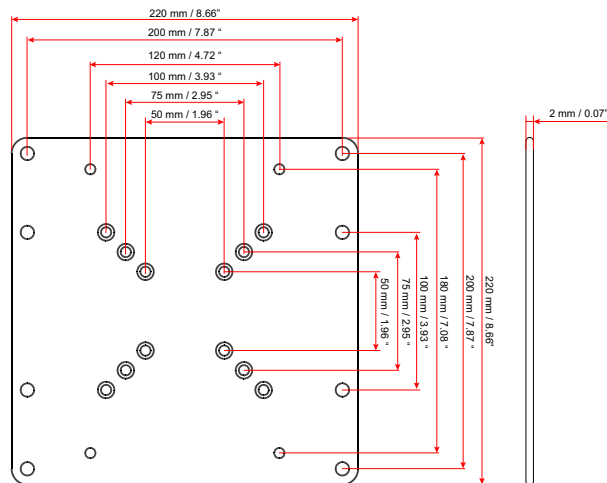 220 mm / 8.66"
200 mm / 7.87 "
120 mm / 4.72 "
100 mm / 3.93 "
75 mm / 2.95 "
50 mm / 1.96 "
2 mm / 0.07"
50 mm / 1.96 "
75 mm / 2.95 "
100 mm / 3.93 "
180 mm / 7.08 "
200 mm / 7.87 "
220 mm / 8.66"